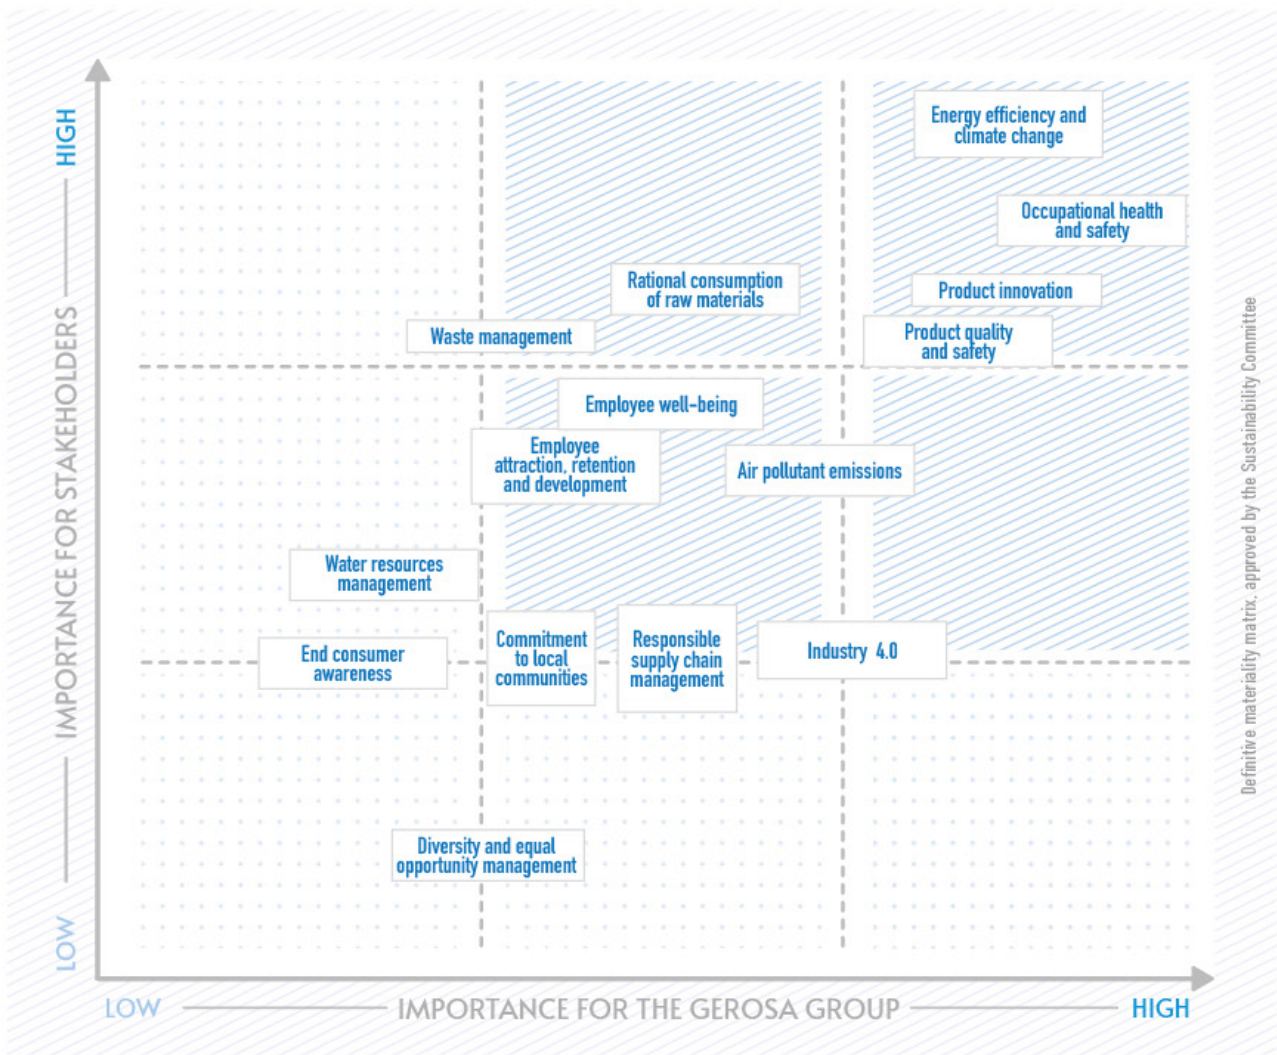 HIGH
IMPORTANCE FOR STAKEHOLDERS
LOW
Energy efficiency and
climate change
Occupational health
and safety
Rational consumption
of raw materials
Product innovation
Waste management
Product quality
and safety
Employee well-being
Employee
attraction, retention
and development
Air pollutant emissions
Water resources
management
End consumer
awareness
Commitment
to local
communities
Responsible
supply chain
management
Industry 4.0
Diversity and equal
opportunity management
LOW
IMPORTANCE FOR THE GEROSA GROUP
HIGH
Definitive materiality matrix, approved by the Sustainability Committee